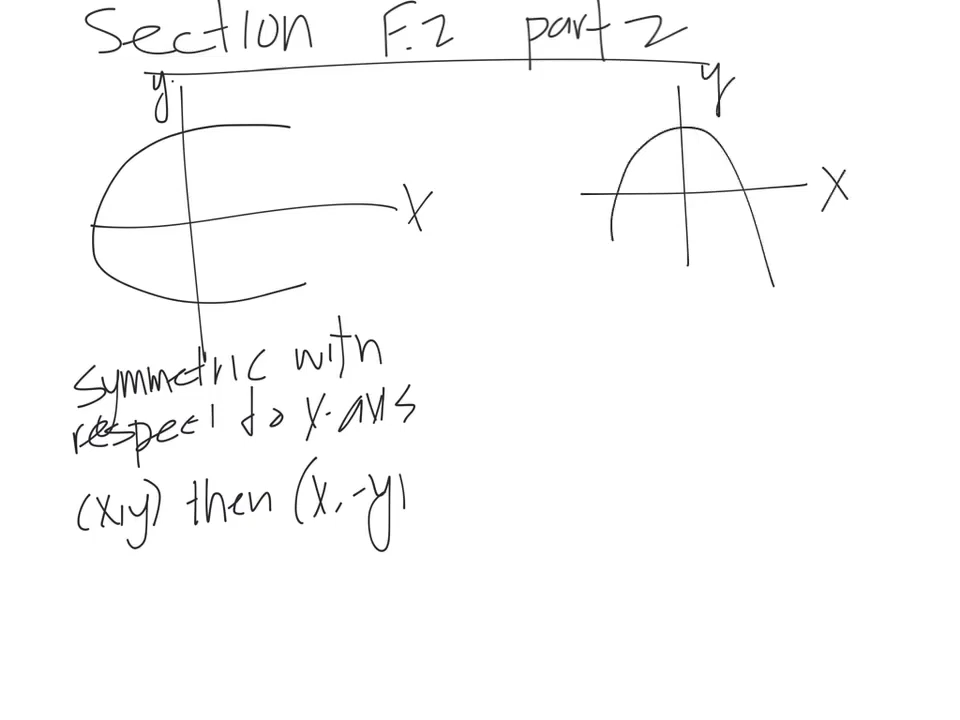 Section F.2 part 2
y
y
X
X
symmetric with
respect to x-axis
(x,y) then (x,-y)